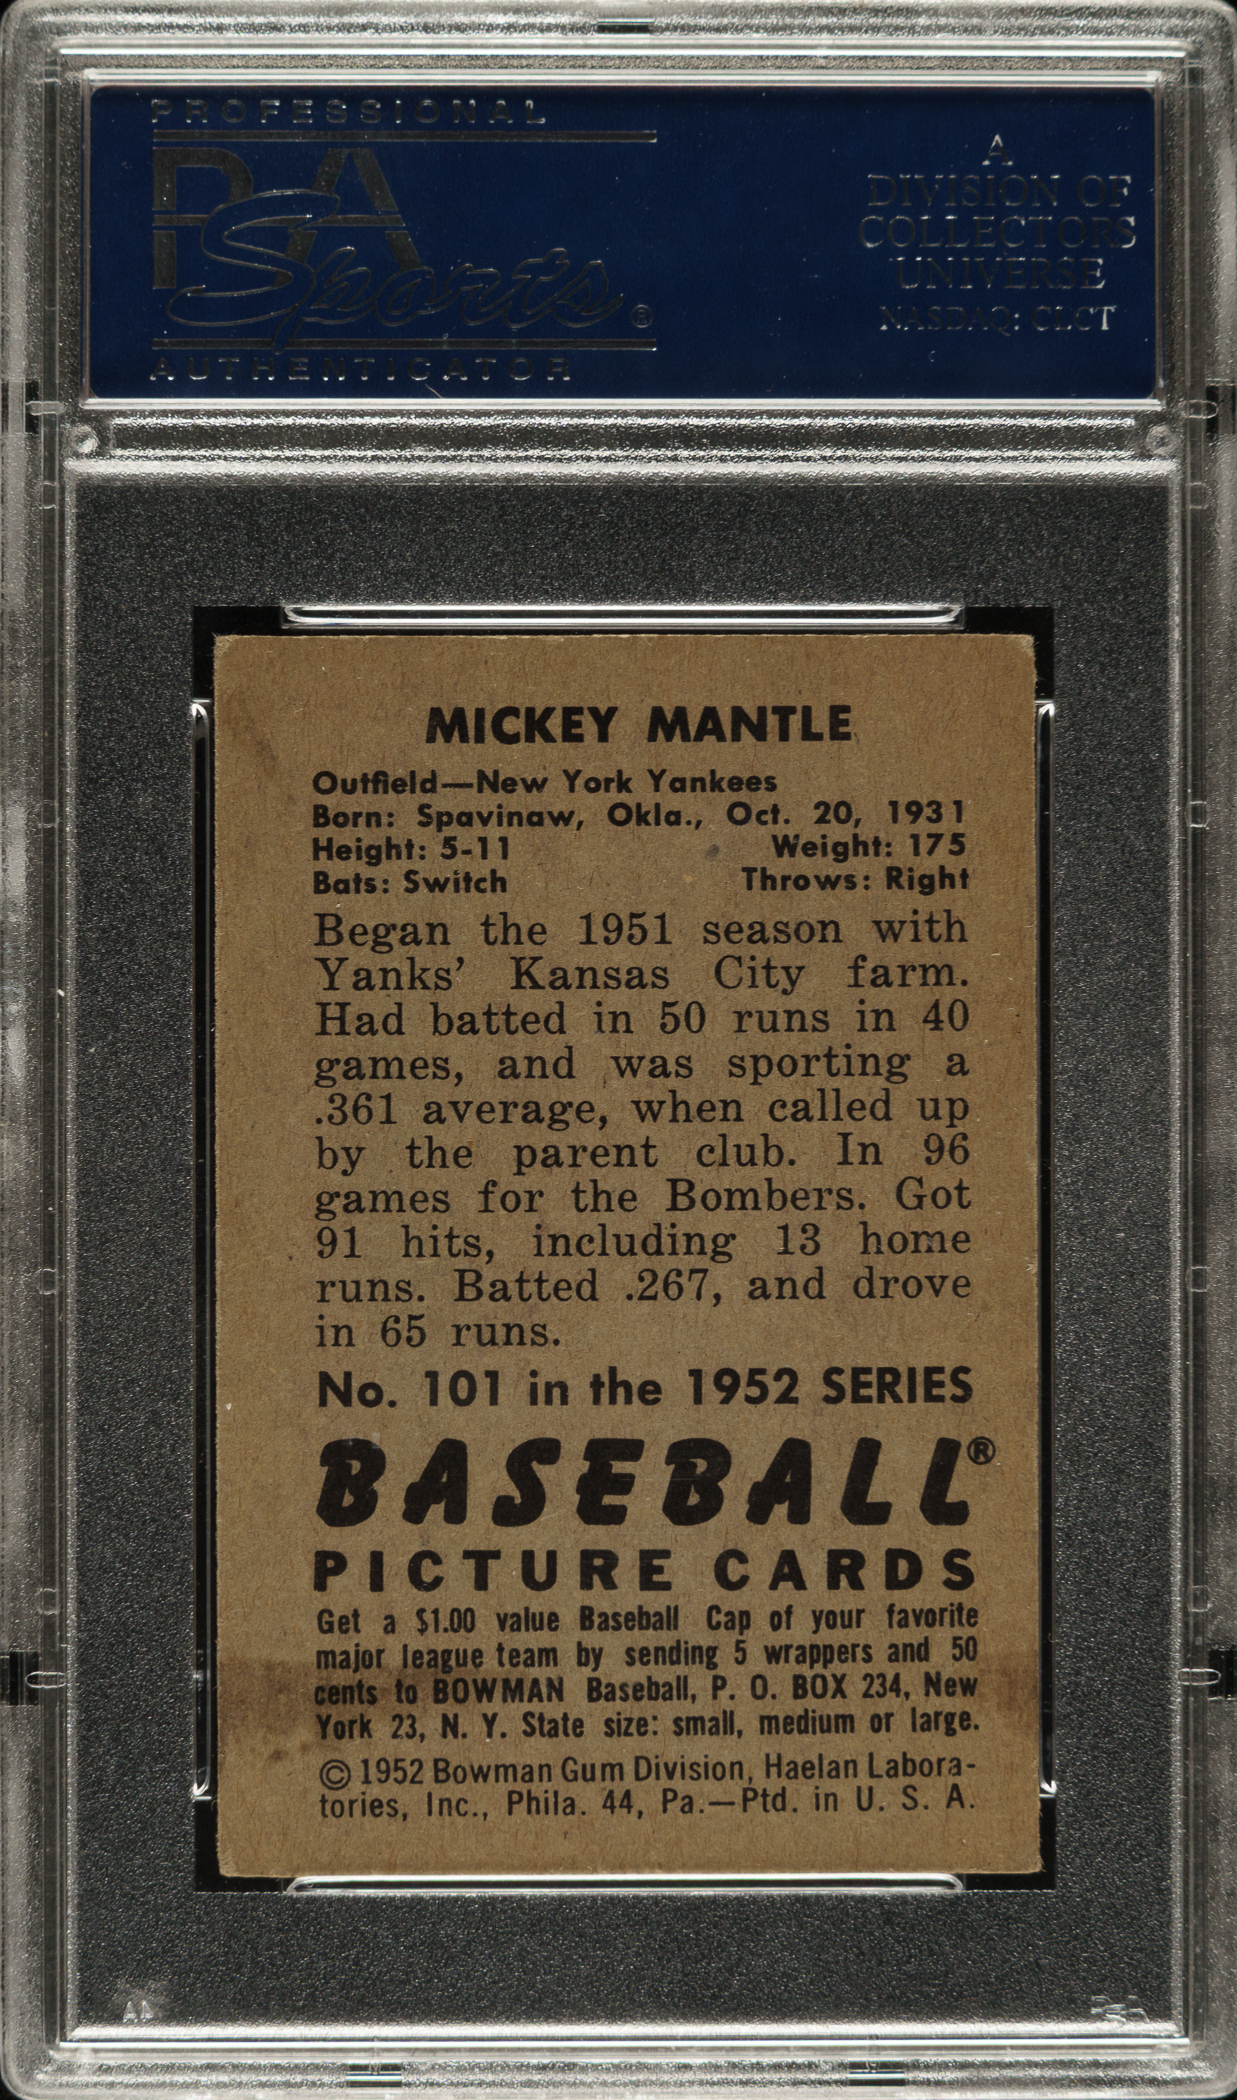 PROFESSIONAL
PSA
Sports®
AUTHENTICATOR
A
DIVISION OF
COLLECTORS
UNIVERSE
NASDAQ: CLCT
MICKEY MANTLE
Outfield—New York Yankees
Born: Spavinaw, Okla., Oct. 20, 1931
Height: 5-11 Weight: 175
Bats: Switch Throws: Right
Began the 1951 season with
Yanks' Kansas City farm.
Had batted in 50 runs in 40
games, and was sporting a
.361 average, when called up
by the parent club. In 96
games for the Bombers. Got
91 hits, including 13 home
runs. Batted .267, and drove
in 65 runs.
No. 101 in the 1952 SERIES
BASEBALL®
PICTURE CARDS
Get a $1.00 value Baseball Cap of your favorite
major league team by sending 5 wrappers and 50
cents to BOWMAN Baseball, P. O. BOX 234, New
York 23, N. Y. State size: small, medium or large.
© 1952 Bowman Gum Division, Haelan Labora-
tories, Inc., Phila. 44, Pa.—Ptd. in U. S. A.
PSA